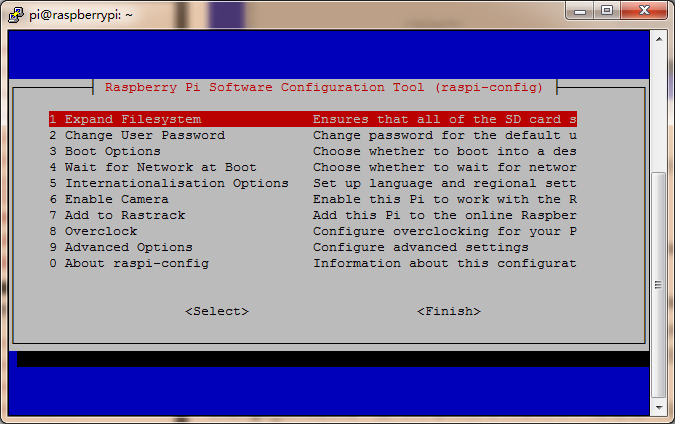 pi@raspberrypi: ~
Raspberry Pi Software Configuration Tool (raspi-config)
1 Expand Filesystem Ensures that all of the SD card s
2 Change User Password Change password for the default u
3 Boot Options Choose whether to boot into a des
4 Wait for Network at Boot Choose whether to wait for networ
5 Internationalisation Options Set up language and regional sett
6 Enable Camera Enable this Pi to work with the R
7 Add to Rastrack Add this Pi to the online Raspber
8 Overclock Configure overclocking for your P
9 Advanced Options Configure advanced settings
0 About raspi-config Information about this configurat
<Select> <Finish>